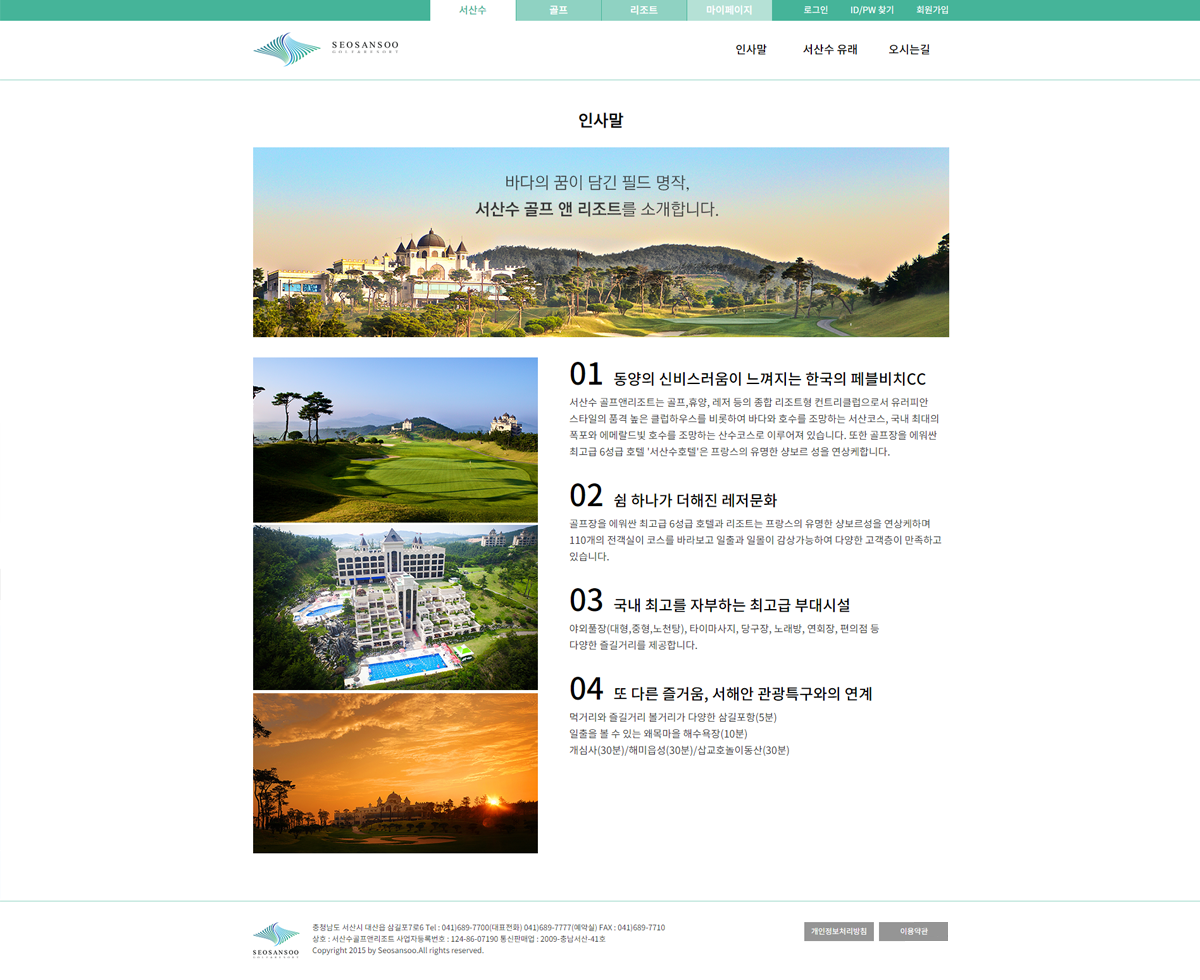 서산수
골프
리조트
마이페이지
로그인
ID/PW 찾기
회원가입
SEOSANSOO
GOLF&RESORT
인사말
서산수 유래
오시는길
인사말
바다의 꿈이 담긴 필드 명작,
서산수 골프 앤 리조트를 소개합니다.
01 동양의 신비스러움이 느껴지는 한국의 페블비치CC
서산수 골프앤리조트는 골프,휴양, 레저 등의 종합 리조트형 컨트리클럽으로서 유러피안
스타일의 품격 높은 클럽하우스를 비롯하여 바다와 호수를 조망하는 서산코스, 국내 최대의
폭포와 에메랄드빛 호수를 조망하는 산수코스로 이루어져 있습니다. 또한 골프장을 에워싼
최고급 6성급 호텔 '서산수호텔'은 프랑스의 유명한 샹보르 성을 연상케합니다.
02 쉼 하나가 더해진 레저문화
골프장을 에워싼 최고급 6성급 호텔과 리조트는 프랑스의 유명한 샹보르성을 연상케하며
110개의 전객실이 코스를 바라보고 일출과 일몰이 감상가능하여 다양한 고객층이 만족하고
있습니다.
03 국내 최고를 자부하는 최고급 부대시설
야외풀장(대형,중형,노천탕), 타이마사지, 당구장, 노래방, 연회장, 편의점 등
다양한 즐길거리를 제공합니다.
04 또 다른 즐거움, 서해안 관광특구와의 연계
먹거리와 즐길거리 볼거리가 다양한 삼길포항(5분)
일출을 볼 수 있는 왜목마을 해수욕장(10분)
개심사(30분)/해미읍성(30분)/삽교호놀이동산(30분)
SEOSANSOO
충청남도 서산시 대산읍 삼길포7로6 Tel : 041)689-7700(대표전화) 041)689-7777(예약실) FAX : 041)689-7710
상호 : 서산수골프앤리조트 사업자등록번호 : 124-86-07190 통신판매업 : 2009-충남서산-41호
Copyright 2015 by Seosansoo.All rights reserved.
개인정보처리방침
이용약관